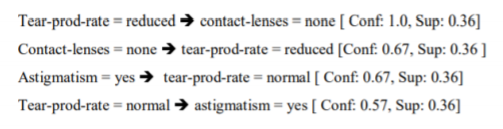 Tear-prod-rate = reduced ➔ contact-lenses = none [ Conf: 1.0, Sup: 0.36]
Contact-lenses = none ➔ tear-prod-rate = reduced [Conf: 0.67, Sup: 0.36 ]
Astigmatism = yes ➔ tear-prod-rate = normal [ Conf: 0.67, Sup: 0.36]
Tear-prod-rate = normal ➔ astigmatism = yes [ Conf: 0.57, Sup: 0.36]